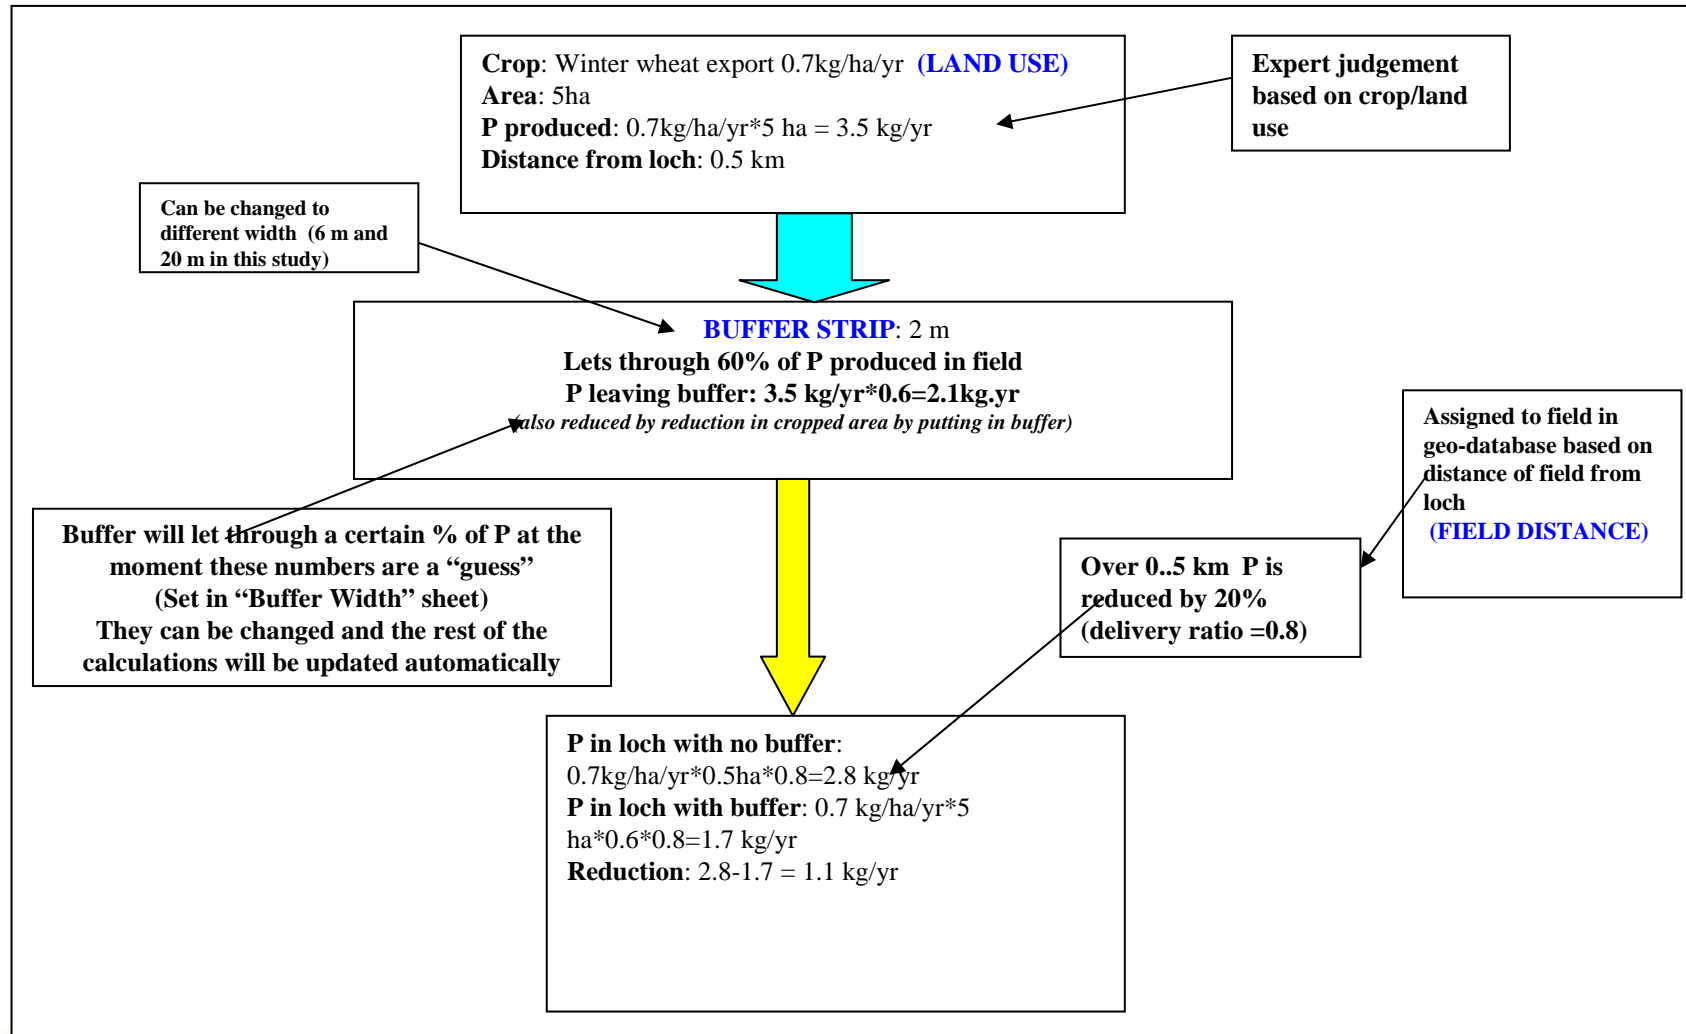 Crop: Winter wheat export 0.7kg/ha/yr (LAND USE)
Area: 5ha
P produced: 0.7kg/ha/yr*5 ha = 3.5 kg/yr
Distance from loch: 0.5 km
Expert judgement
based on crop/land
use
Can be changed to
different width (6 m and
20 m in this study)
BUFFER STRIP: 2 m
Lets through 60% of P produced in field
P leaving buffer: 3.5 kg/yr*0.6=2.1kg.yr
(also reduced by reduction in cropped area by putting in buffer)
Assigned to field in
geo-database based on
distance of field from
loch
(FIELD DISTANCE)
Buffer will let through a certain % of P at the
moment these numbers are a “guess”
(Set in “Buffer Width” sheet)
They can be changed and the rest of the
calculations will be updated automatically
Over 0..5 km P is
reduced by 20%
(delivery ratio =0.8)
P in loch with no buffer:
0.7kg/ha/yr*0.5ha*0.8=2.8 kg/yr
P in loch with buffer: 0.7 kg/ha/yr*5
ha*0.6*0.8=1.7 kg/yr
Reduction: 2.8-1.7 = 1.1 kg/yr